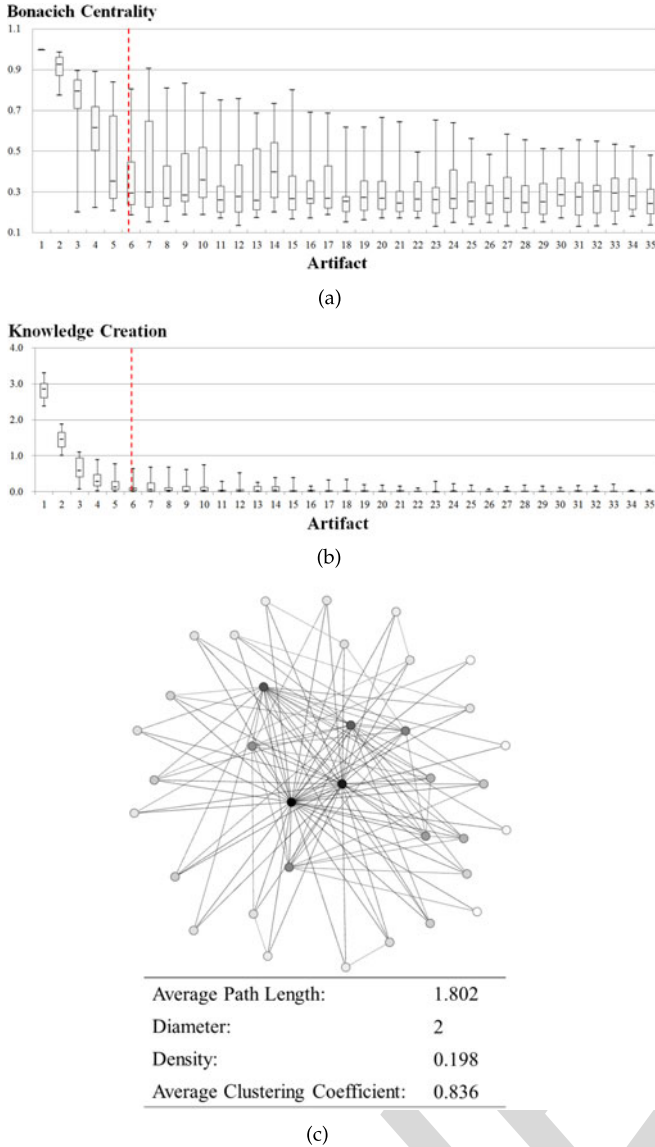 Bonacich Centrality
1.1
0.9
0.7
0.5
0.3
0.1
1 2 3 4 5 6 7 8 9 10 11 12 13 14 15 16 17 18 19 20 21 22 23 24 25 26 27 28 29 30 31 32 33 34 35
Artifact
(a)
Knowledge Creation
4.0
3.0
2.0
1.0
0.0
1 2 3 4 5 6 7 8 9 10 11 12 13 14 15 16 17 18 19 20 21 22 23 24 25 26 27 28 29 30 31 32 33 34 35
Artifact
(b)
Average Path Length: 1.802
Diameter: 2
Density: 0.198
Average Clustering Coefficient: 0.836
(c)